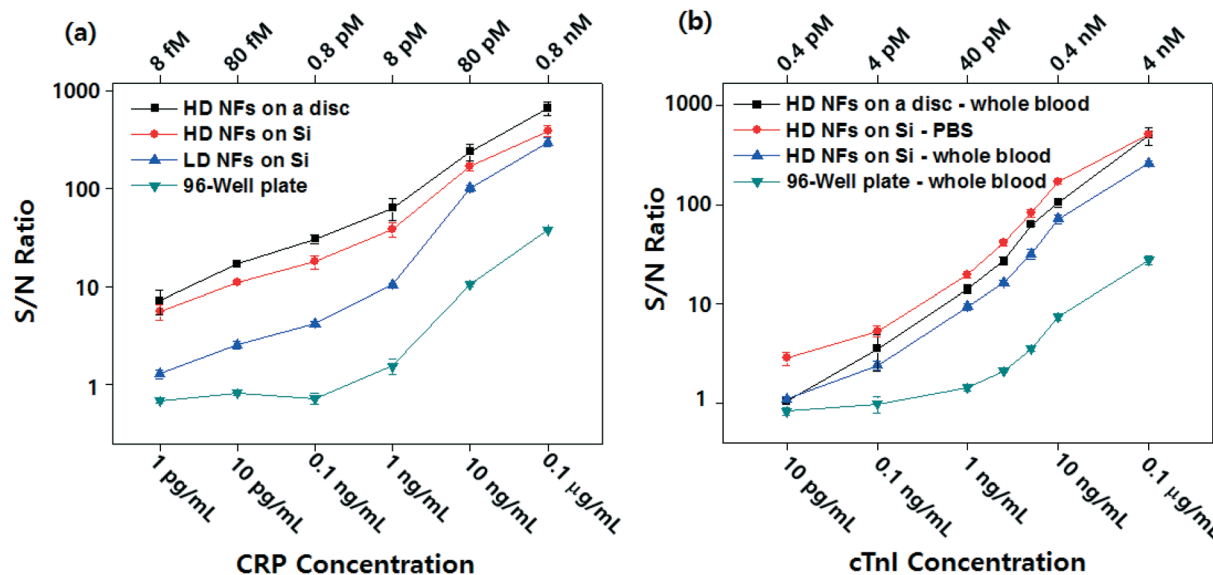 (a)
8 fM
80 fM
0.8 pM
8 pM
80 pM
0.8 nM
1000
100
10
1
S/N Ratio
HD NFs on a disc
HD NFs on Si
LD NFs on Si
96-Well plate
1 pg/mL
10 pg/mL
0.1 ng/mL
1 ng/mL
10 ng/mL
0.1 μg/mL
CRP Concentration
(b)
0.4 pM
4 pM
40 pM
0.4 nM
4 nM
1000
100
10
1
S/N Ratio
HD NFs on a disc - whole blood
HD NFs on Si - PBS
HD NFs on Si - whole blood
96-Well plate - whole blood
10 pg/mL
0.1 ng/mL
1 ng/mL
10 ng/mL
0.1 μg/mL
cTnI Concentration